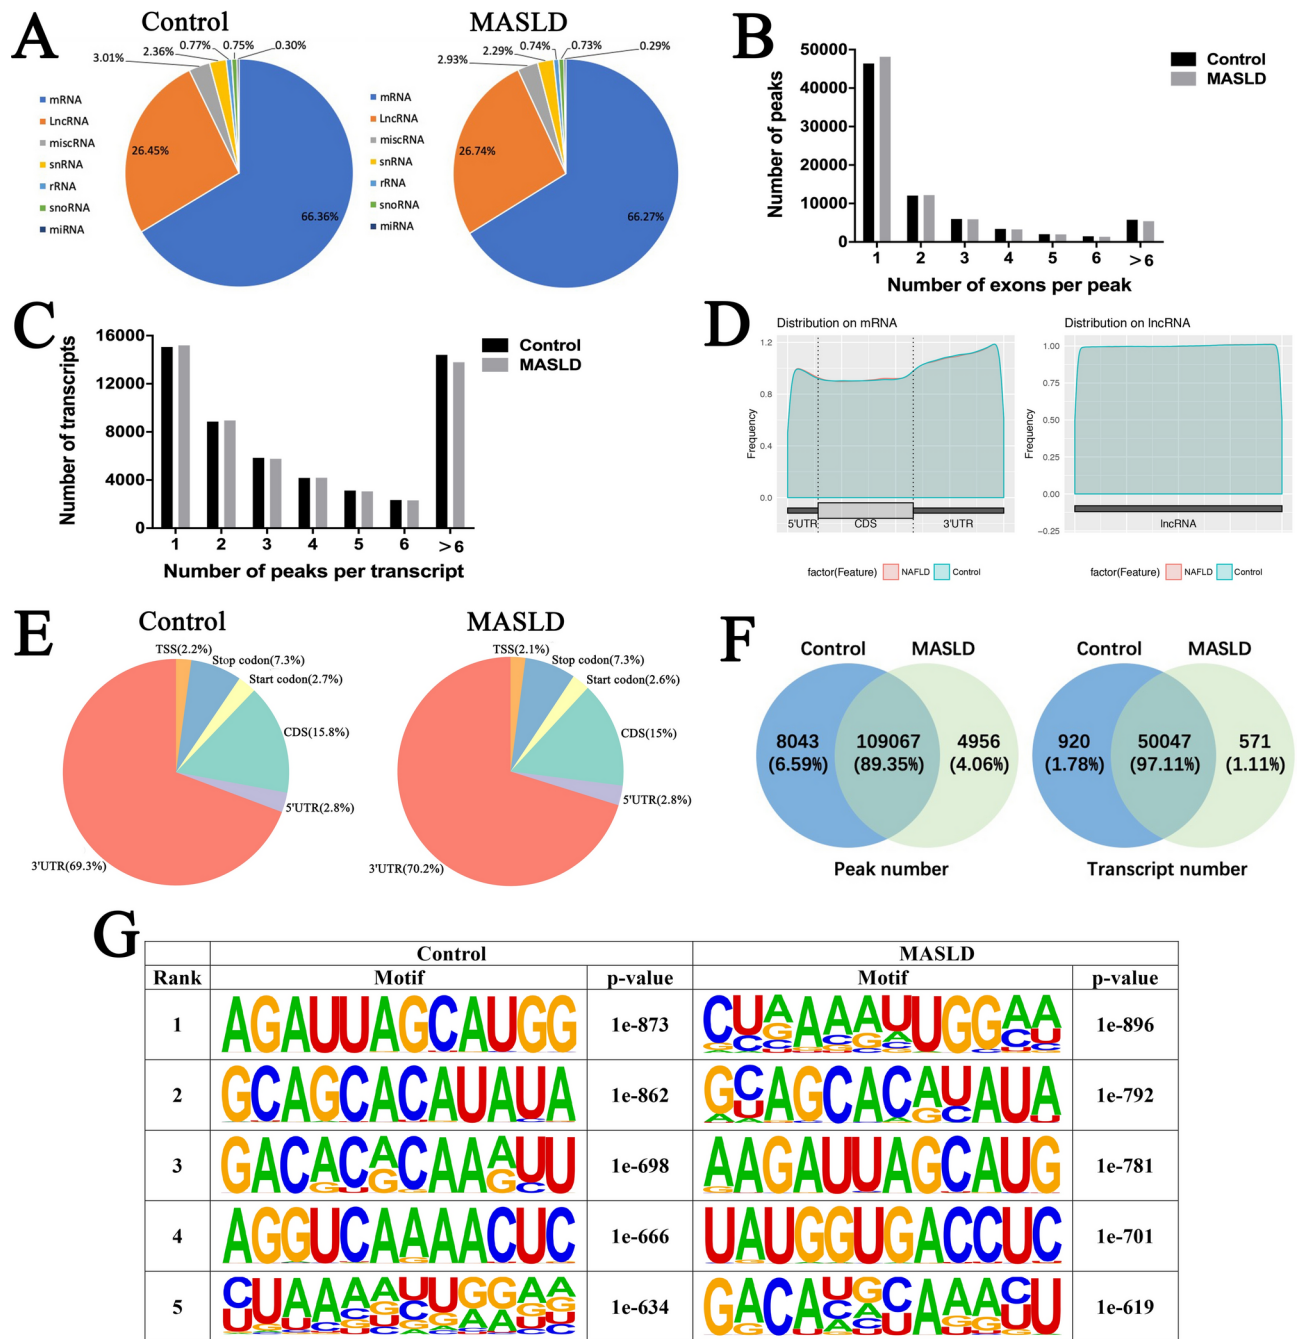 A
Control
MASLD
3.01%
2.36%
0.77%
0.75%
0.30%
mRNA
LncRNA
miscRNA
snRNA
rRNA
snoRNA
miRNA
26.45%
66.36%
2.93%
2.29%
0.74%
0.73%
0.29%
mRNA
LncRNA
miscRNA
snRNA
rRNA
snoRNA
miRNA
26.74%
66.27%
B
Number of peaks
50000
40000
30000
20000
10000
0
1 2 3 4 5 6 >6
Number of exons per peak
Control
MASLD
C
Number of transcripts
16000
12000
8000
4000
0
1 2 3 4 5 6 >6
Number of peaks per transcript
Control
MASLD
D
Distribution on mRNA
Frequency
1.2
0.8
0.4
0.0
5'UTR CDS 3'UTR
factor(Feature) NAFLD Control
Distribution on lncRNA
Frequency
1.00
0.75
0.50
0.25
0.00
−0.25
lncRNA
factor(Feature) NAFLD Control
E
Control
TSS(2.2%)
Stop codon(7.3%)
Start codon(2.7%)
CDS(15.8%)
5'UTR(2.8%)
3'UTR(69.3%)
MASLD
TSS(2.1%)
Stop codon(7.3%)
Start codon(2.6%)
CDS(15%)
5'UTR(2.8%)
3'UTR(70.2%)
F
Control MASLD
8043 109067 4956
(6.59%) (89.35%) (4.06%)
Peak number
Control MASLD
920 50047 571
(1.78%) (97.11%) (1.11%)
Transcript number
G
Control MASLD
Rank Motif p-value Motif p-value
1 AGAUUAGCAUGG 1e-873 CUAAAAUUGGAA 1e-896
2 GCAGCACAUAUA 1e-862 GCAGCACAUAUA 1e-792
3 GACACACAAAUU 1e-698 AAGAUUAGCAUG 1e-781
4 AGGUCAAAACUC 1e-666 UAUGGUGACCUC 1e-701
5 CUAAAAUUGGAA 1e-634 GACAUGCAAACU 1e-619